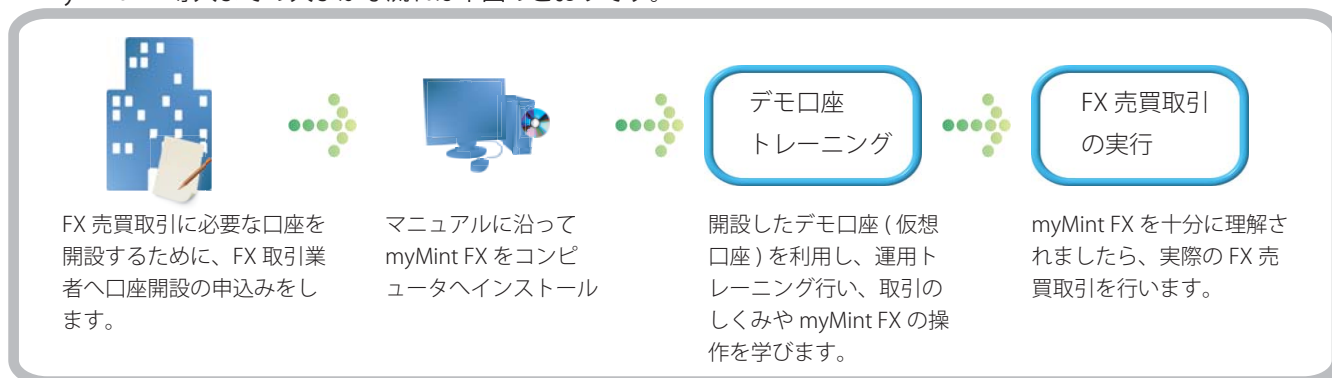 デモ口座
トレーニング
FX 売買取引
の実行
FX 売買取引に必要な口座を
開設するために、FX 取引業
者へ口座開設の申込みをし
ます。
マニュアルに沿って
myMint FX をコンピ
ュータへインストール
開設したデモ口座 ( 仮想
口座 ) を利用し、運用ト
レーニング行い、取引の
しくみや myMint FX の操
作を学びます。
myMint FX を十分に理解さ
れましたら、実際の FX 売
買取引を行います。